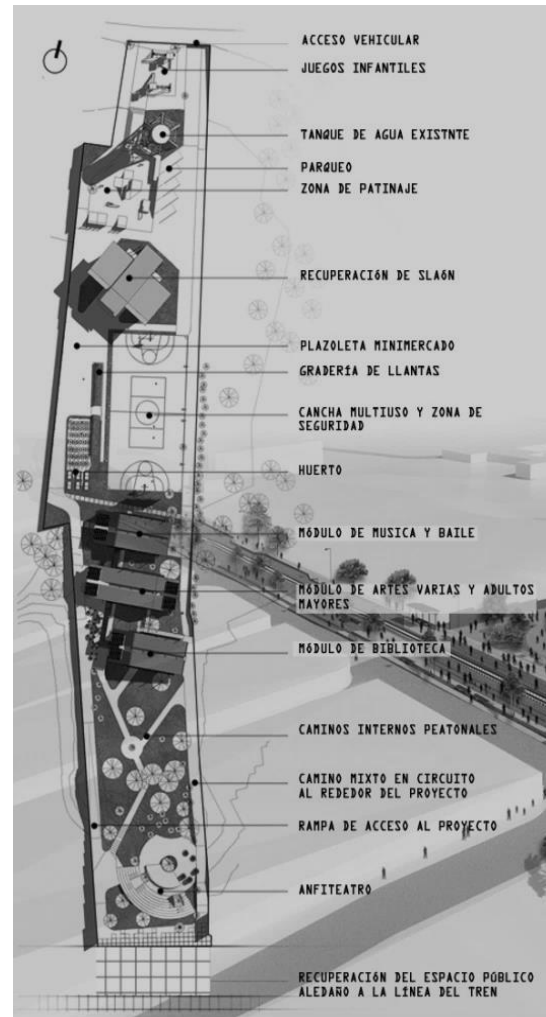 ACCESO VEHICULAR
JUEGOS INFANTILES
TANQUE DE AGUA EXISTNTE
PARQUEO
ZONA DE PATINAJE
RECUPERACIÓN DE SLAÓN
PLAZOLETA MINIMERCADO
GRADERÍA DE LLANTAS
CANCHA MULTIUSO Y ZONA DE
SEGURIDAD
HUERTO
MÓDULO DE MUSICA Y BAILE
MÓDULO DE ARTES VARIAS Y ADULTOS
MAYORES
MÓDULO DE BIBLIOTECA
CAMINOS INTERNOS PEATONALES
CAMINO MIXTO EN CIRCUITO
AL REDEDOR DEL PROYECTO
RAMPA DE ACCESO AL PROYECTO
ANFITEATRO
RECUPERACIÓN DEL ESPACIO PÚBLICO
ALEDAÑO A LA LÍNEA DEL TREN